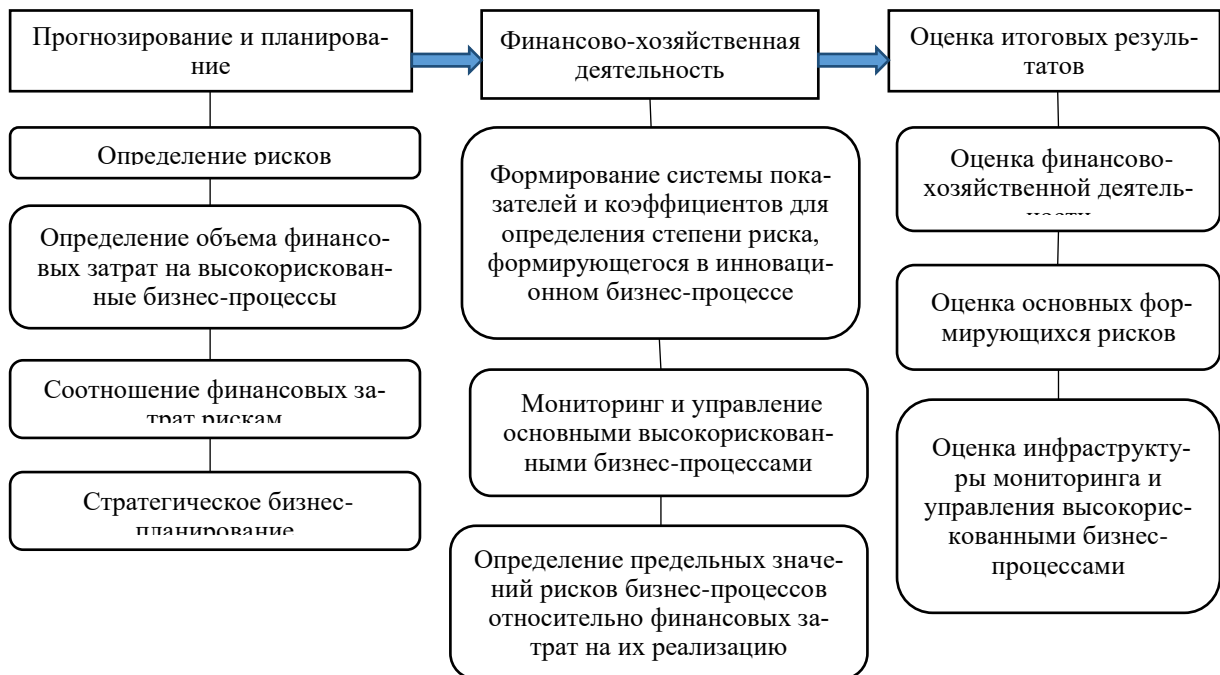 Прогнозирование и планирова-
ние
Определение рисков
Определение объема финансо-
вых затрат на высокорискован-
ные бизнес-процессы
Соотношение финансовых за-
трат рискам
Стратегическое бизнес-
планирование
Финансово-хозяйственная
деятельность
Формирование системы пока-
зателей и коэффициентов для
определения степени риска,
формирующегося в инноваци-
онном бизнес-процессе
Мониторинг и управление
основными высокорискован-
ными бизнес-процессами
Определение предельных значе-
ний рисков бизнес-процессов
относительно финансовых за-
трат на их реализацию
Оценка итоговых резуль-
татов
Оценка финансово-
хозяйственной деятель-
ности
Оценка основных фор-
мирующихся рисков
Оценка инфраструкту-
ры мониторинга и
управления высокорис-
кованными бизнес-
процессами